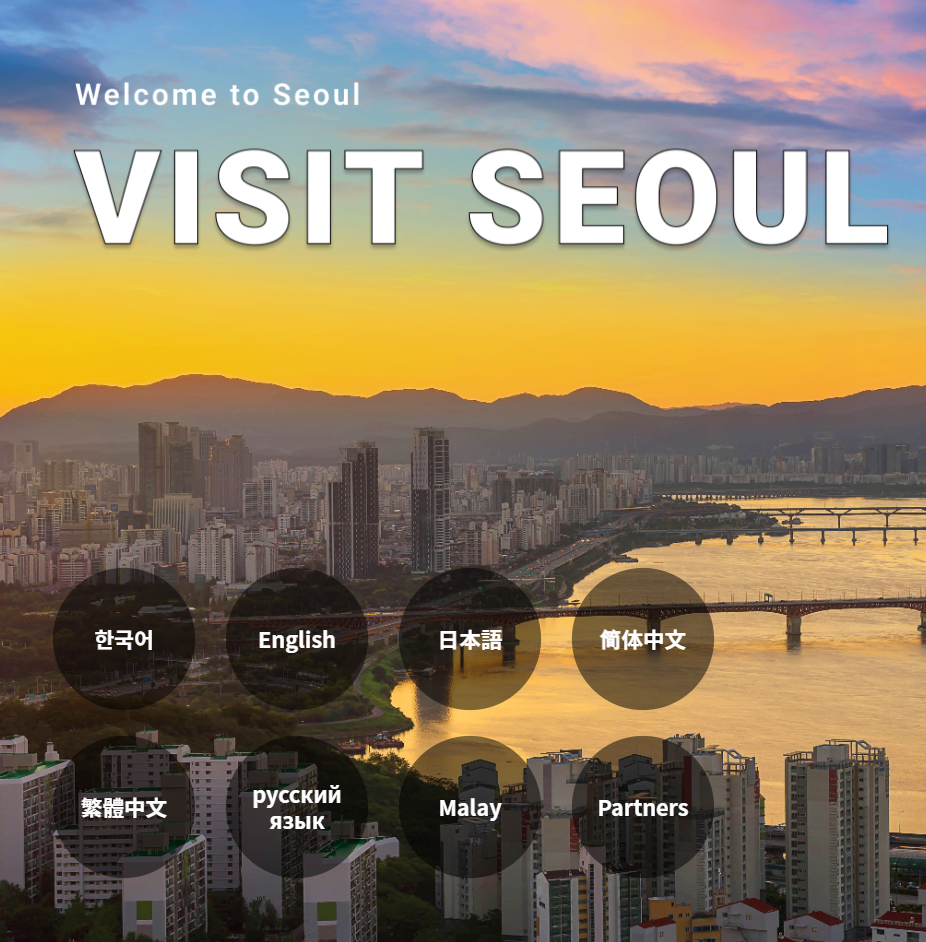 Welcome to Seoul
VISIT SEOUL
한국어
English
日本語
简体中文
繁體中文
русский
язык
Malay
Partners